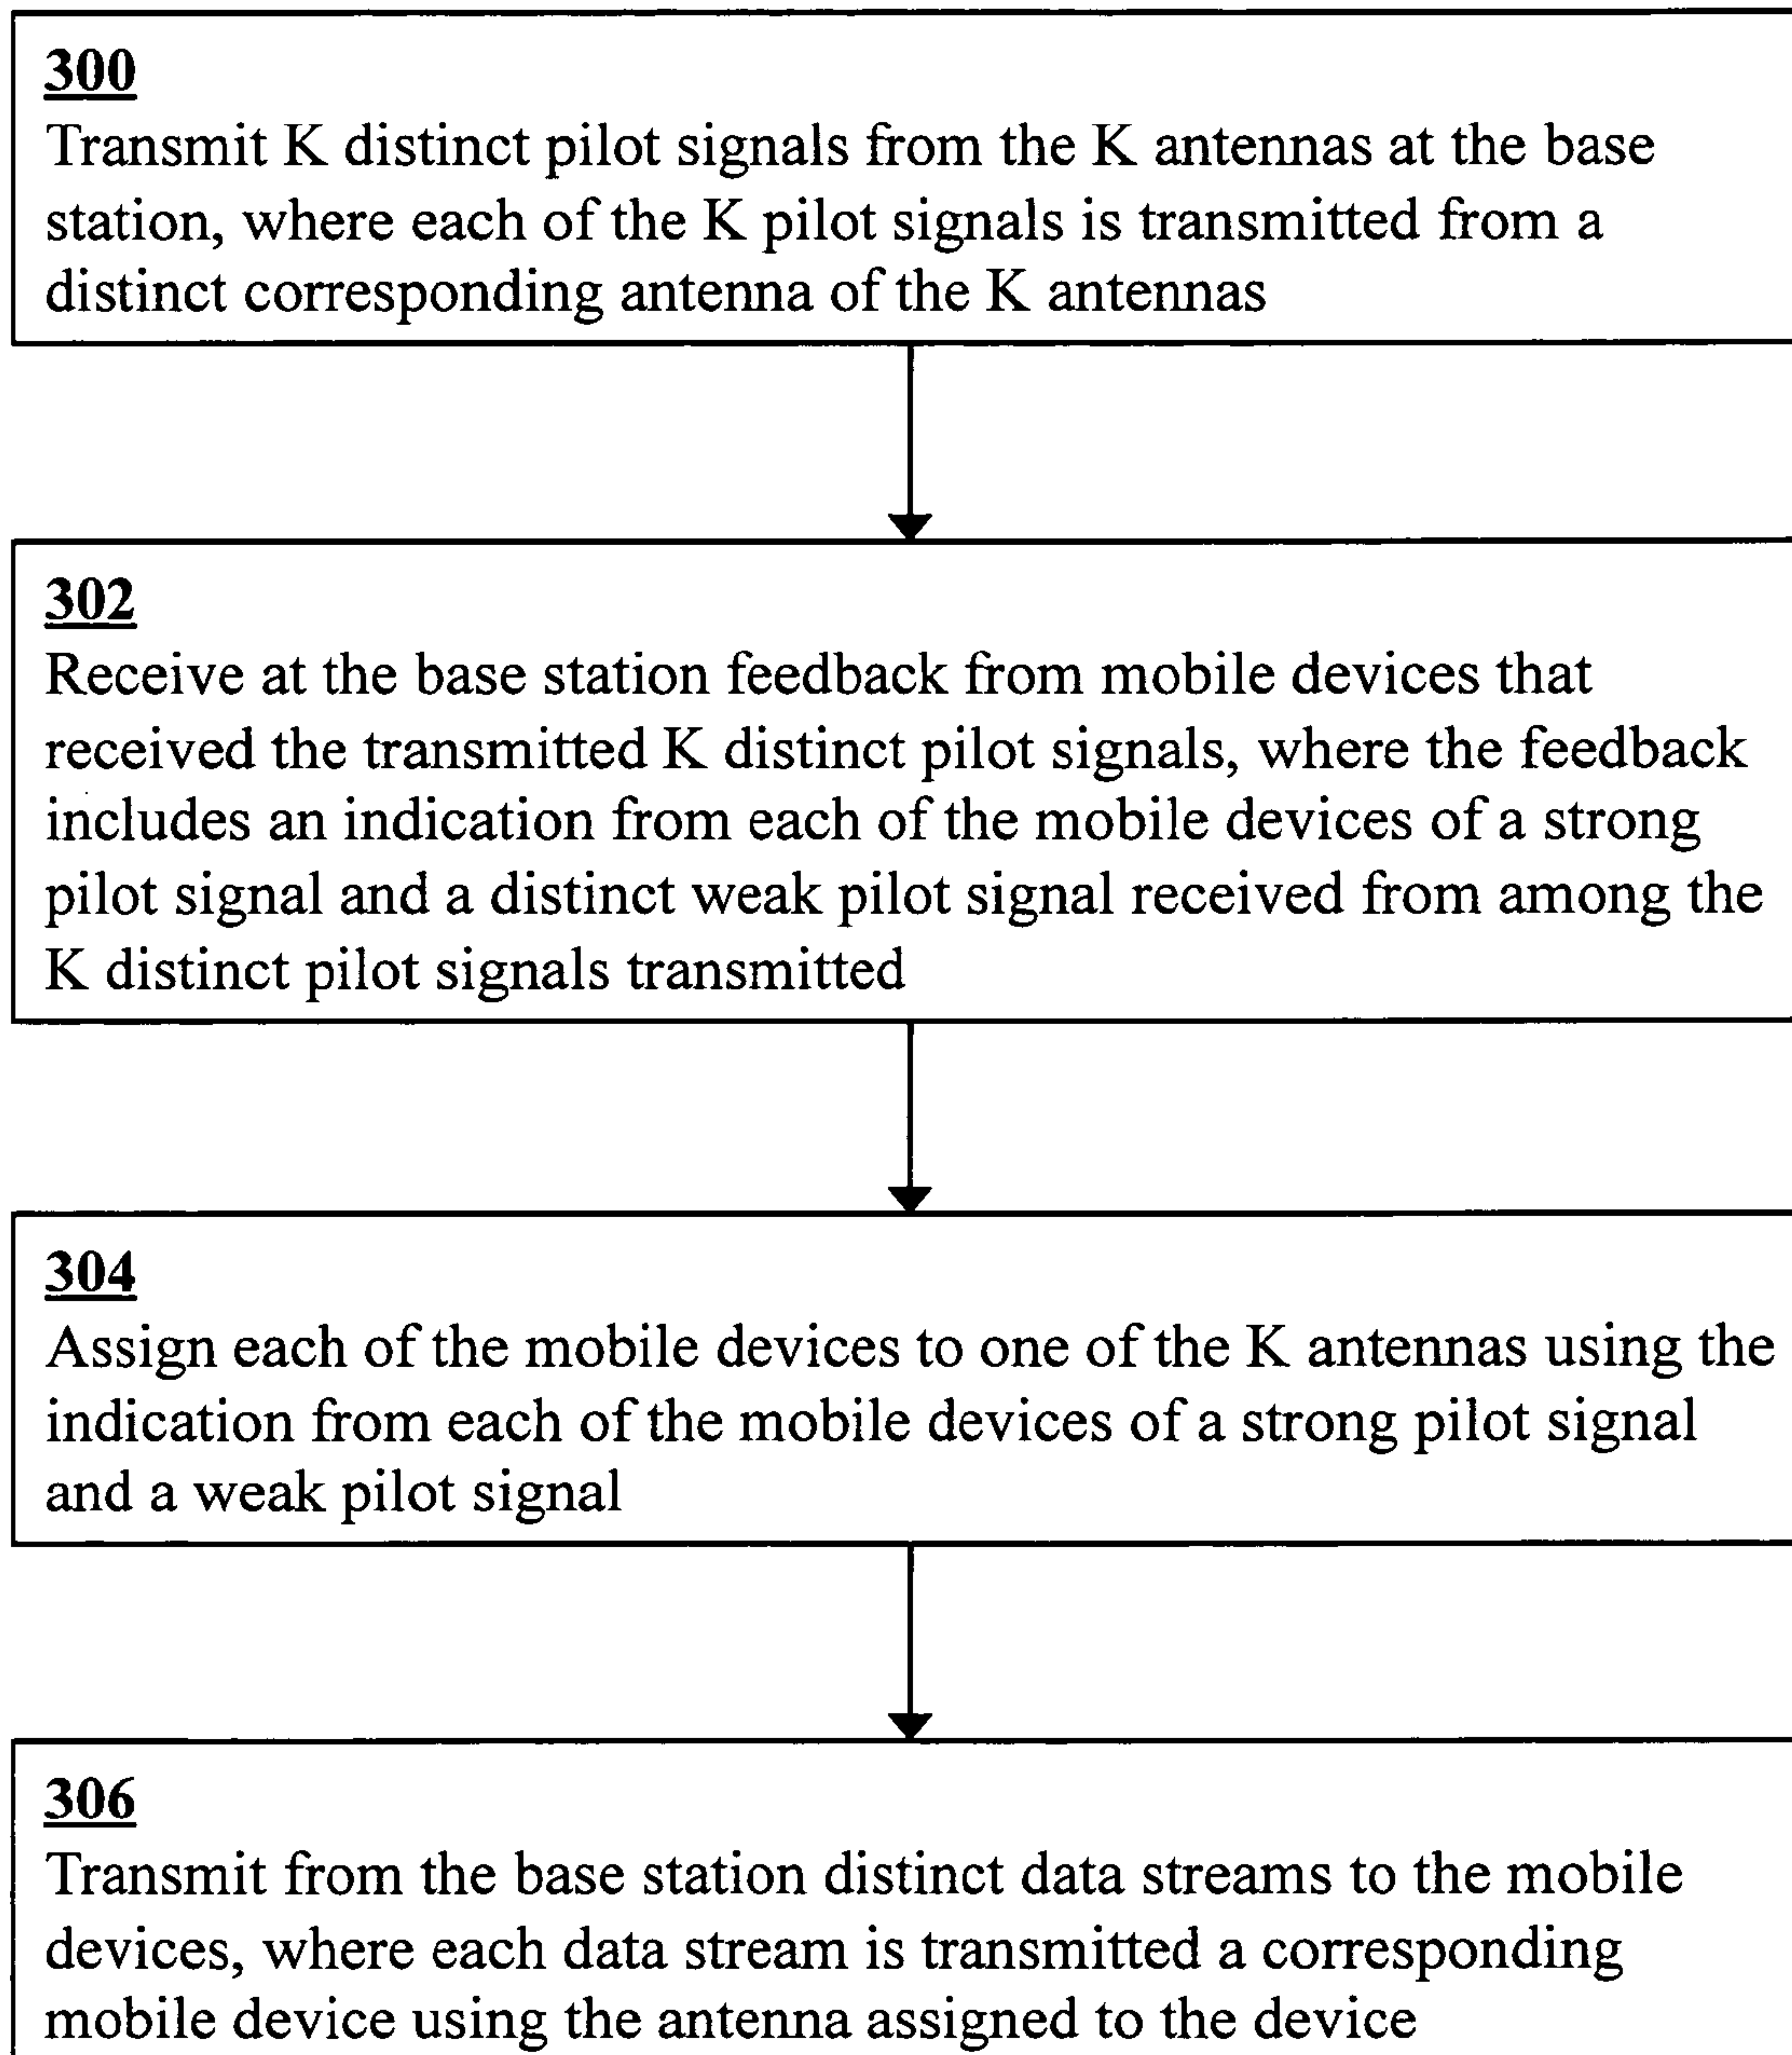 300
Transmit K distinct pilot signals from the K antennas at the base
station, where each of the K pilot signals is transmitted from a
distinct corresponding antenna of the K antennas
302
Receive at the base station feedback from mobile devices that
received the transmitted K distinct pilot signals, where the feedback
includes an indication from each of the mobile devices of a strong
pilot signal and a distinct weak pilot signal received from among the
K distinct pilot signals transmitted
304
Assign each of the mobile devices to one of the K antennas using the
indication from each of the mobile devices of a strong pilot signal
and a weak pilot signal
306
Transmit from the base station distinct data streams to the mobile
devices, where each data stream is transmitted a corresponding
mobile device using the antenna assigned to the device